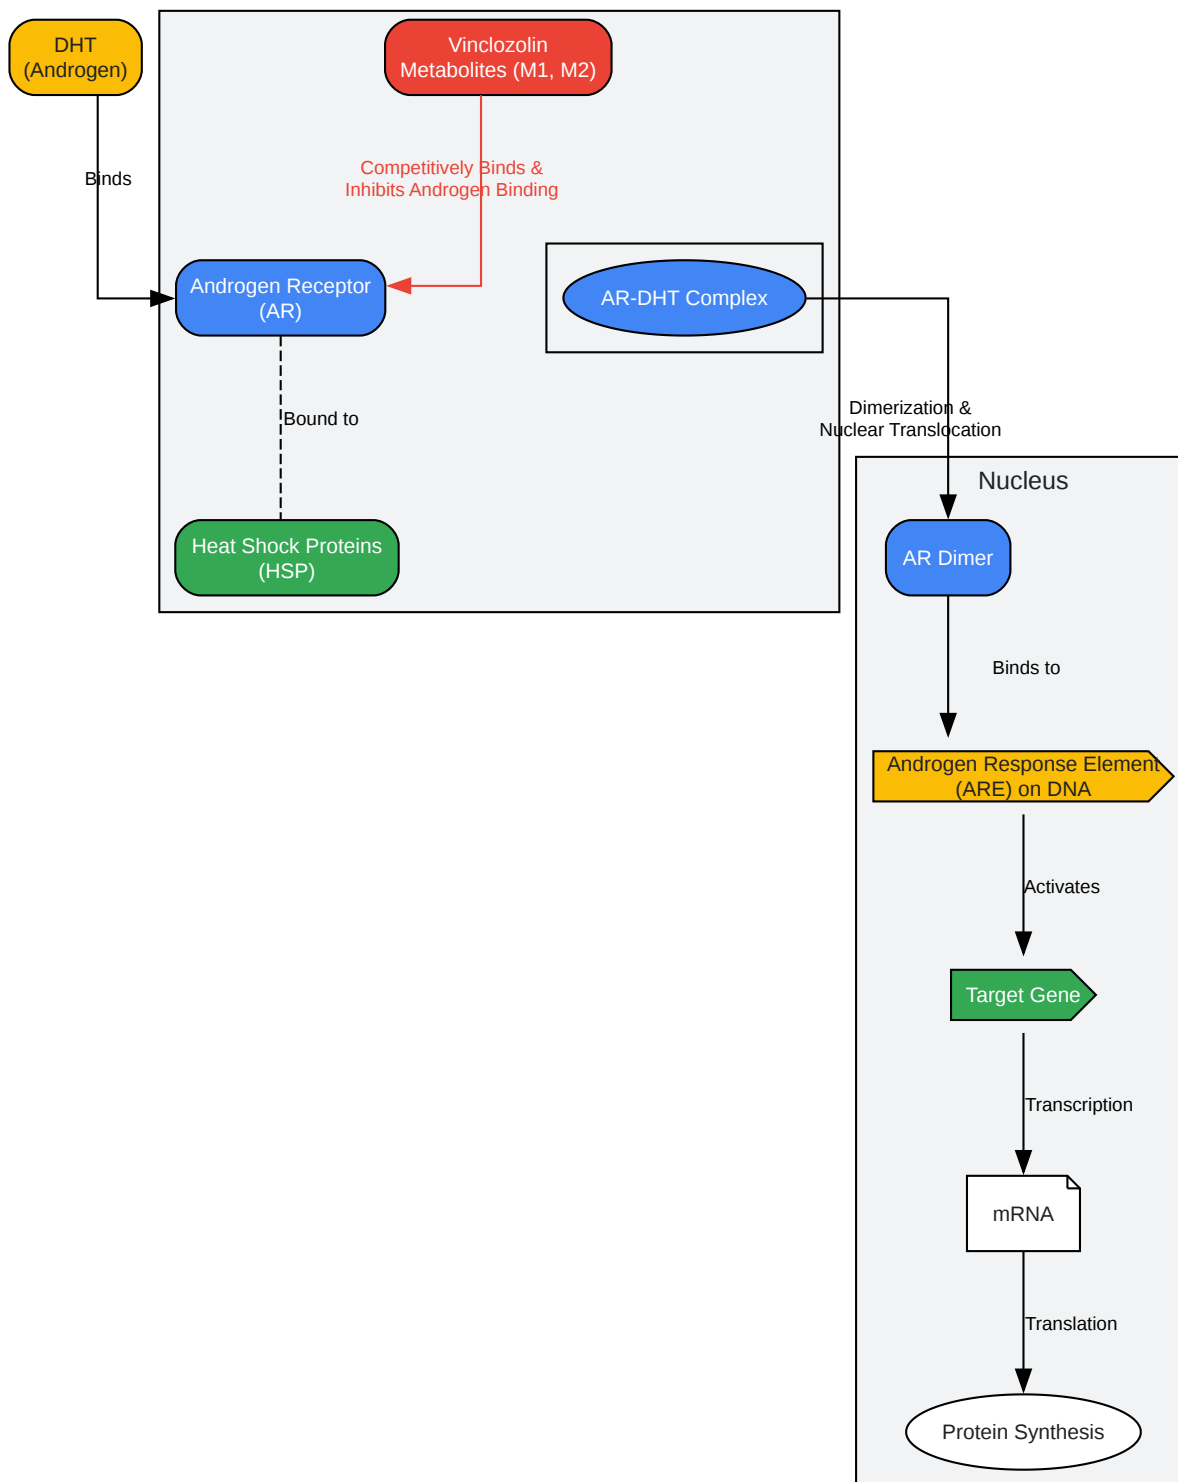 DHT
(Androgen)
Vinclozolin
Metabolites (M1, M2)
Binds
Competitively Binds &
Inhibits Androgen Binding
Androgen Receptor
(AR)
AR-DHT Complex
Bound to
Dimerization &
Nuclear Translocation
Nucleus
Heat Shock Proteins
(HSP)
AR Dimer
Binds to
Androgen Response Element
(ARE) on DNA
Activates
Target Gene
Transcription
mRNA
Translation
Protein Synthesis